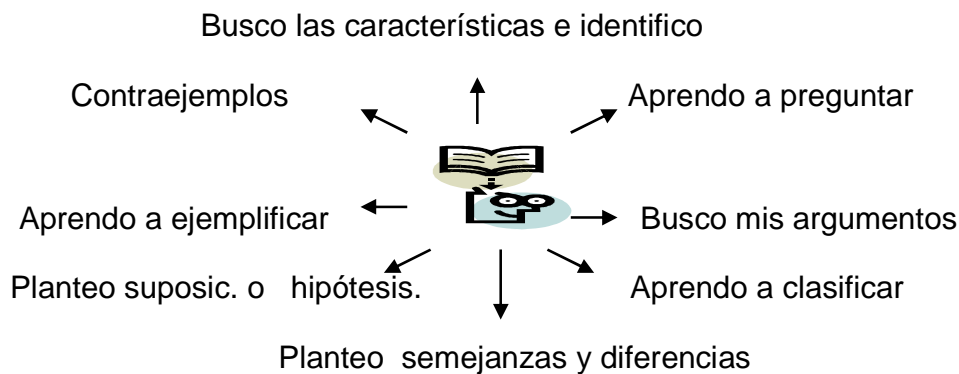 Busco las características e identifico
Contraejemplos
Aprendo a preguntar
Aprendo a ejemplificar
Busco mis argumentos
Planteo suposic. o hipótesis.
Aprendo a clasificar
Planteo semejanzas y diferencias